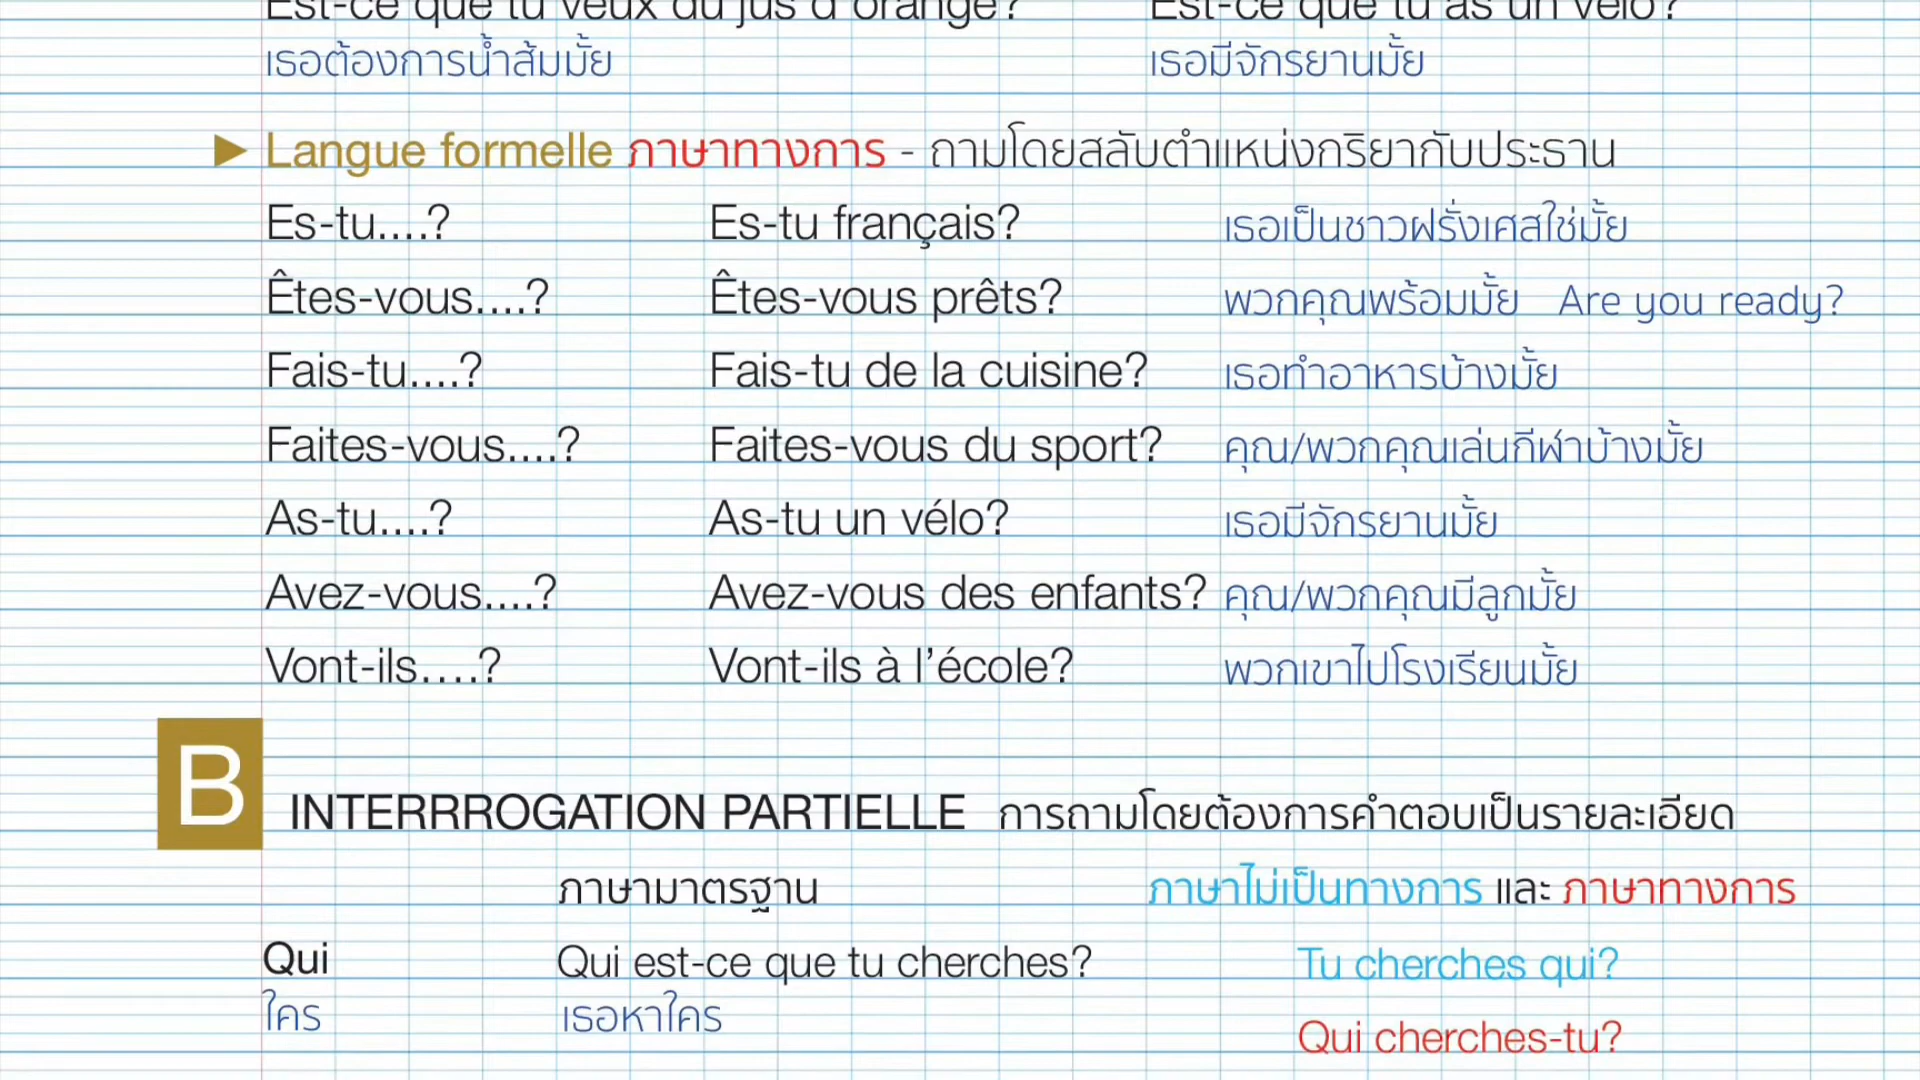 Est-ce que tu veux du jus d'orange? Est-ce que tu as un vélo?
เธอต้องการน้ำส้มมั้ย เธอมีจักรยานมั้ย
► Langue formelle ภาษาทางการ - ถามโดยสลับตำแหน่งกริยากับประธาน
Es-tu....? Es-tu français? เธอเป็นชาวฝรั่งเศสใช่มั้ย
Êtes-vous....? Êtes-vous prêts? พวกคุณพร้อมมั้ย Are you ready?
Fais-tu....? Fais-tu de la cuisine? เธอทำอาหารบ้างมั้ย
Faites-vous....? Faites-vous du sport? คุณ/พวกคุณเล่นกีฬาบ้างมั้ย
As-tu....? As-tu un vélo? เธอมีจักรยานมั้ย
Avez-vous....? Avez-vous des enfants? คุณ/พวกคุณมีลูกมั้ย
Vont-ils....? Vont-ils à l’école? พวกเขาไปโรงเรียนมั้ย
B INTERRROGATION PARTIELLE การถามโดยต้องการคำตอบเป็นรายละเอียด
ภาษามาตรฐาน ภาษาไม่เป็นทางการ และ ภาษาทางการ
Qui Qui est-ce que tu cherches? Tu cherches qui?
ใคร เธอหาใคร
Qui cherches-tu?